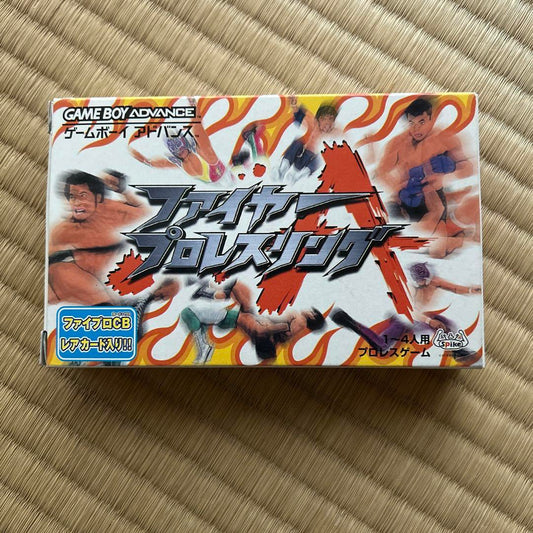 GAME BOY ADVANCE
ゲームボーイ アドバンス™
ファイヤー
プロレスリング
A
ファイプロCB
レアカード入り!!
1〜4人用
プロレスゲーム
Spike